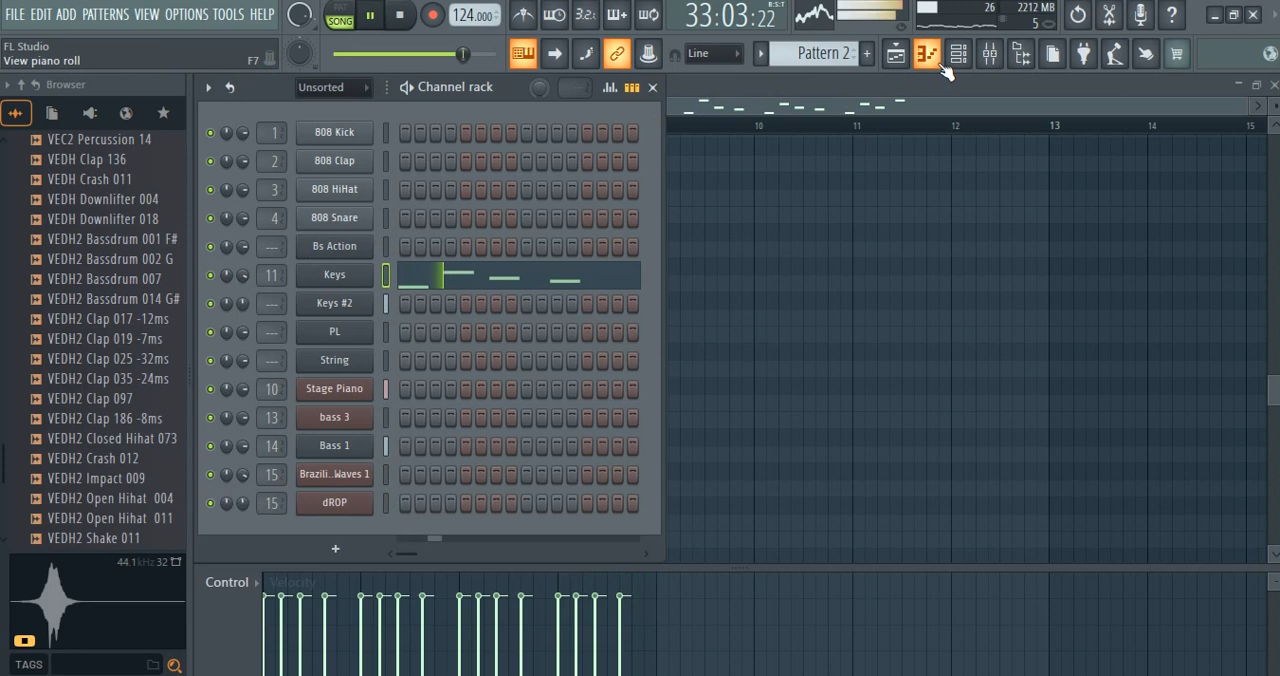 FILE EDIT ADD PATTERNS VIEW OPTIONS TOOLS HELP
PAT
SONG
124.000
3.2.
33:03:22
B:S:T
26
2212 MB
5
FL Studio
View piano roll
F7
Line
Pattern 2
Browser
VEC2 Percussion 14
VEDH Clap 136
VEDH Crash 011
VEDH Downlifter 004
VEDH Downlifter 018
VEDH2 Bassdrum 001 F#
VEDH2 Bassdrum 002 G
VEDH2 Bassdrum 007
VEDH2 Bassdrum 014 G#
VEDH2 Clap 017 -12ms
VEDH2 Clap 019 -7ms
VEDH2 Clap 025 -32ms
VEDH2 Clap 035 -24ms
VEDH2 Clap 097
VEDH2 Clap 186 -8ms
VEDH2 Closed Hihat 073
VEDH2 Crash 012
VEDH2 Impact 009
VEDH2 Open Hihat 004
VEDH2 Open Hihat 011
VEDH2 Shake 011
44.1kHz 32
TAGS
Unsorted
Channel rack
1 808 Kick
2 808 Clap
3 808 HiHat
4 808 Snare
--- Bs Action
11 Keys
--- Keys #2
--- PL
--- String
10 Stage Piano
13 bass 3
14 Bass 1
15 Brazili..Waves 1
15 dROP
+
10 11 12 13 14 15
Control
Velocity